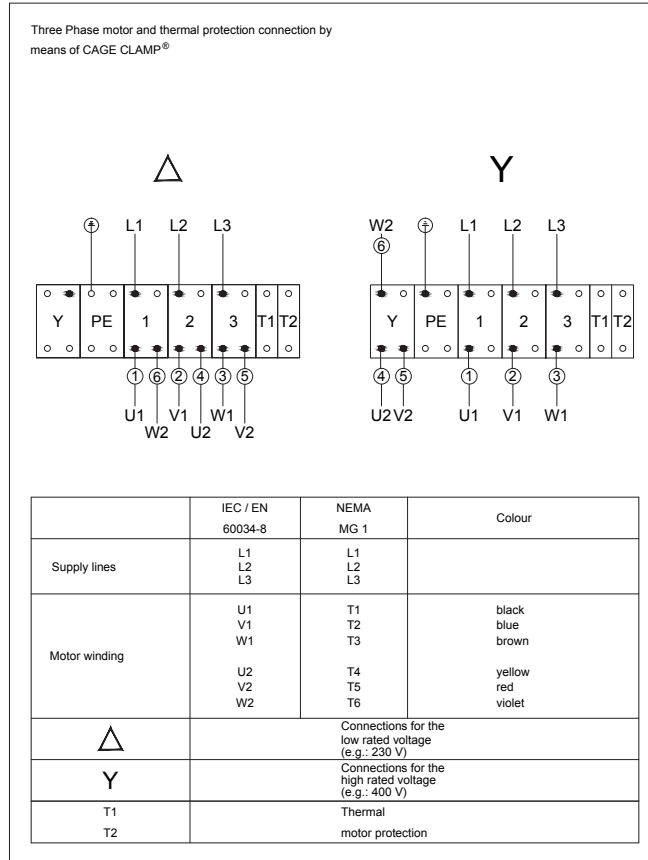 Three Phase motor and thermal protection connection by
means of CAGE CLAMP®
△ Y
L1 L2 L3
Y PE 1 2 3 T1 T2
① ⑥ ② ④ ③ ⑤
U1 V1 W1
W2 U2 V2
W2 L1 L2 L3
⑥
Y PE 1 2 3 T1 T2
④ ⑤ ① ② ③
U2 V2 U1 V1 W1
IEC / EN NEMA Colour
60034-8 MG 1
Supply lines
L1 L1
L2 L2
L3 L3
Motor winding
U1 T1 black
V1 T2 blue
W1 T3 brown
U2 T4 yellow
V2 T5 red
W2 T6 violet
△ Connections for the
low rated voltage
(e.g.: 230 V)
Y Connections for the
high rated voltage
(e.g.: 400 V)
T1 Thermal
T2 motor protection